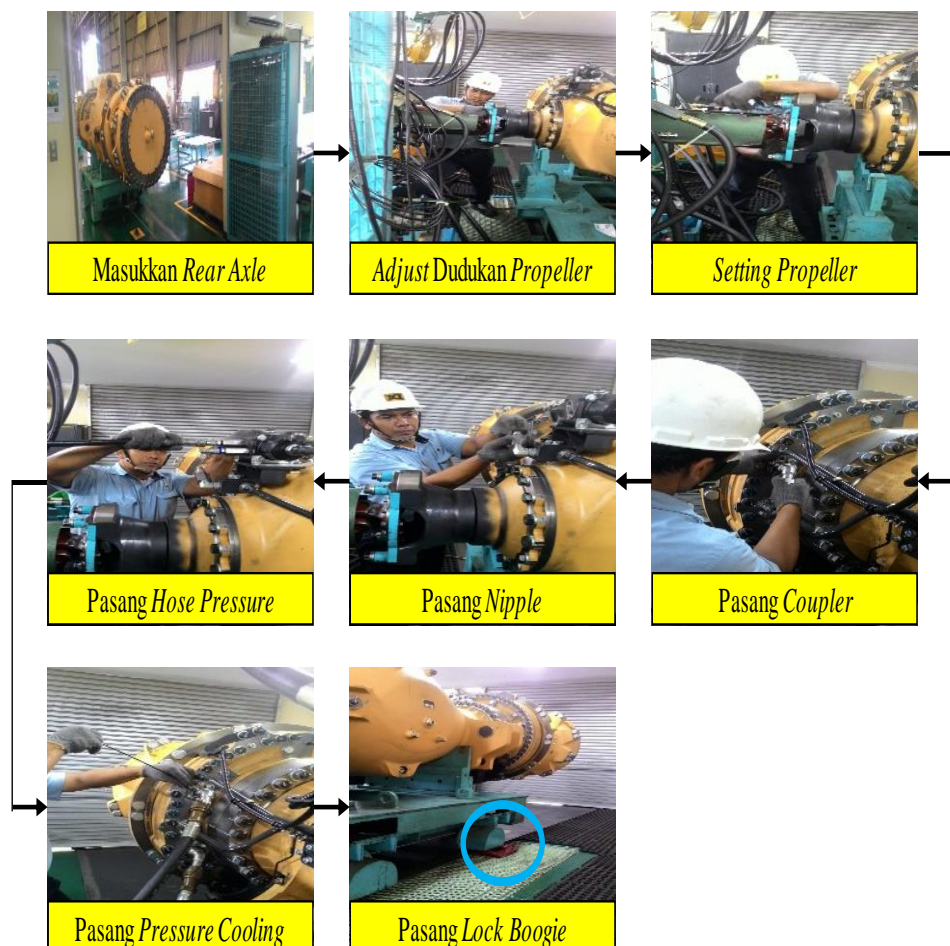 Masukkan Rear Axle
Adjust Dudukan Propeller
Setting Propeller
Pasang Hose Pressure
Pasang Nipple
Pasang Coupler
Pasang Pressure Cooling
Pasang Lock Boogie